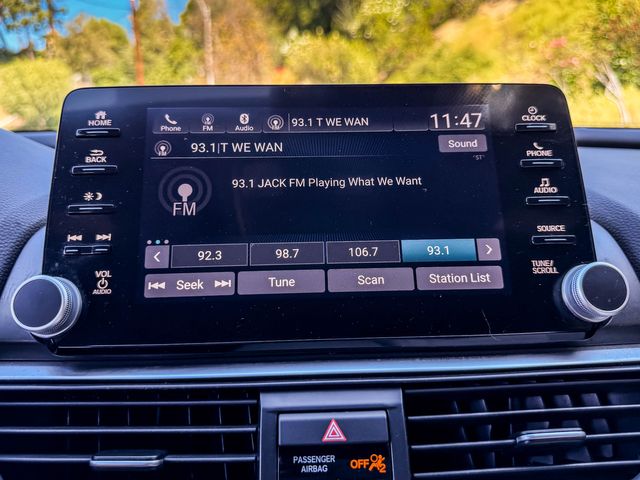 HOME
BACK
VOL
AUDIO
Phone FM Audio 93.1 T WE WAN 11:47
93.1|T WE WAN Sound
"ST"
FM 93.1 JACK FM Playing What We Want
92.3 98.7 106.7 93.1
Seek Tune Scan Station List
CLOCK
PHONE
AUDIO
SOURCE
TUNE/
SCROLL
PASSENGER
AIRBAG
OFF 2